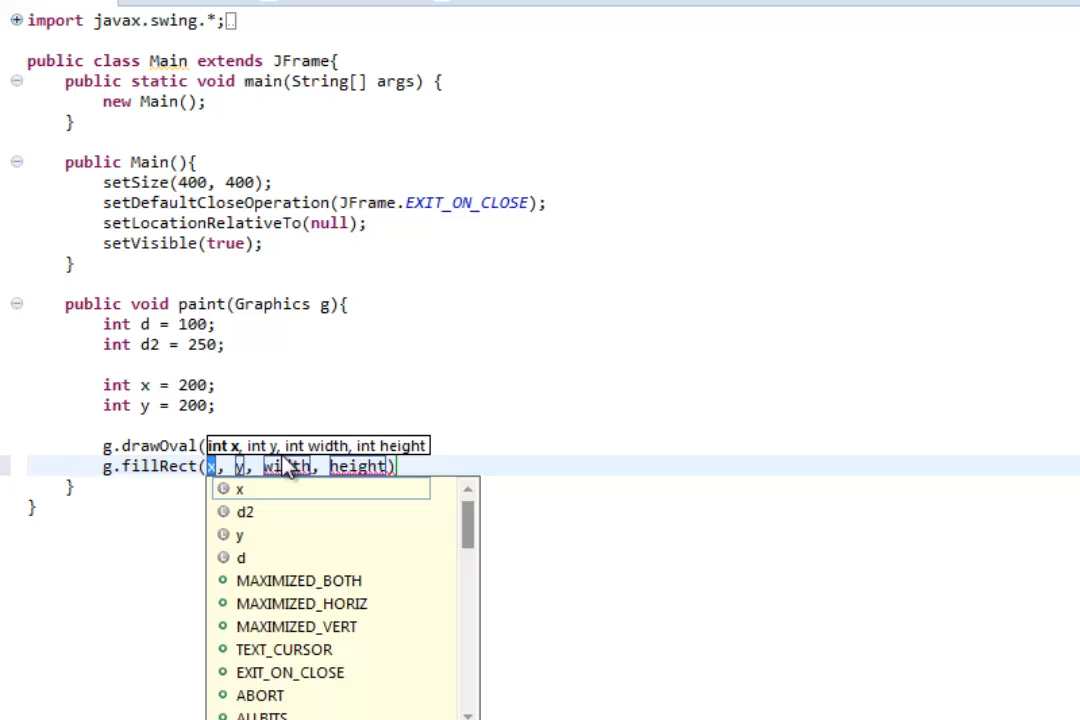 import javax.swing.*;
public class Main extends JFrame{
public static void main(String[] args) {
new Main();
}
public Main(){
setSize(400, 400);
setDefaultCloseOperation(JFrame.EXIT_ON_CLOSE);
setLocationRelativeTo(null);
setVisible(true);
}
public void paint(Graphics g){
int d = 100;
int d2 = 250;
int x = 200;
int y = 200;
g.drawOval(
int x, int y, int width, int height
g.fillRect(x, y, width, height)
}
}
x
d2
y
d
MAXIMIZED_BOTH
MAXIMIZED_HORIZ
MAXIMIZED_VERT
TEXT_CURSOR
EXIT_ON_CLOSE
ABORT
ALLBITS